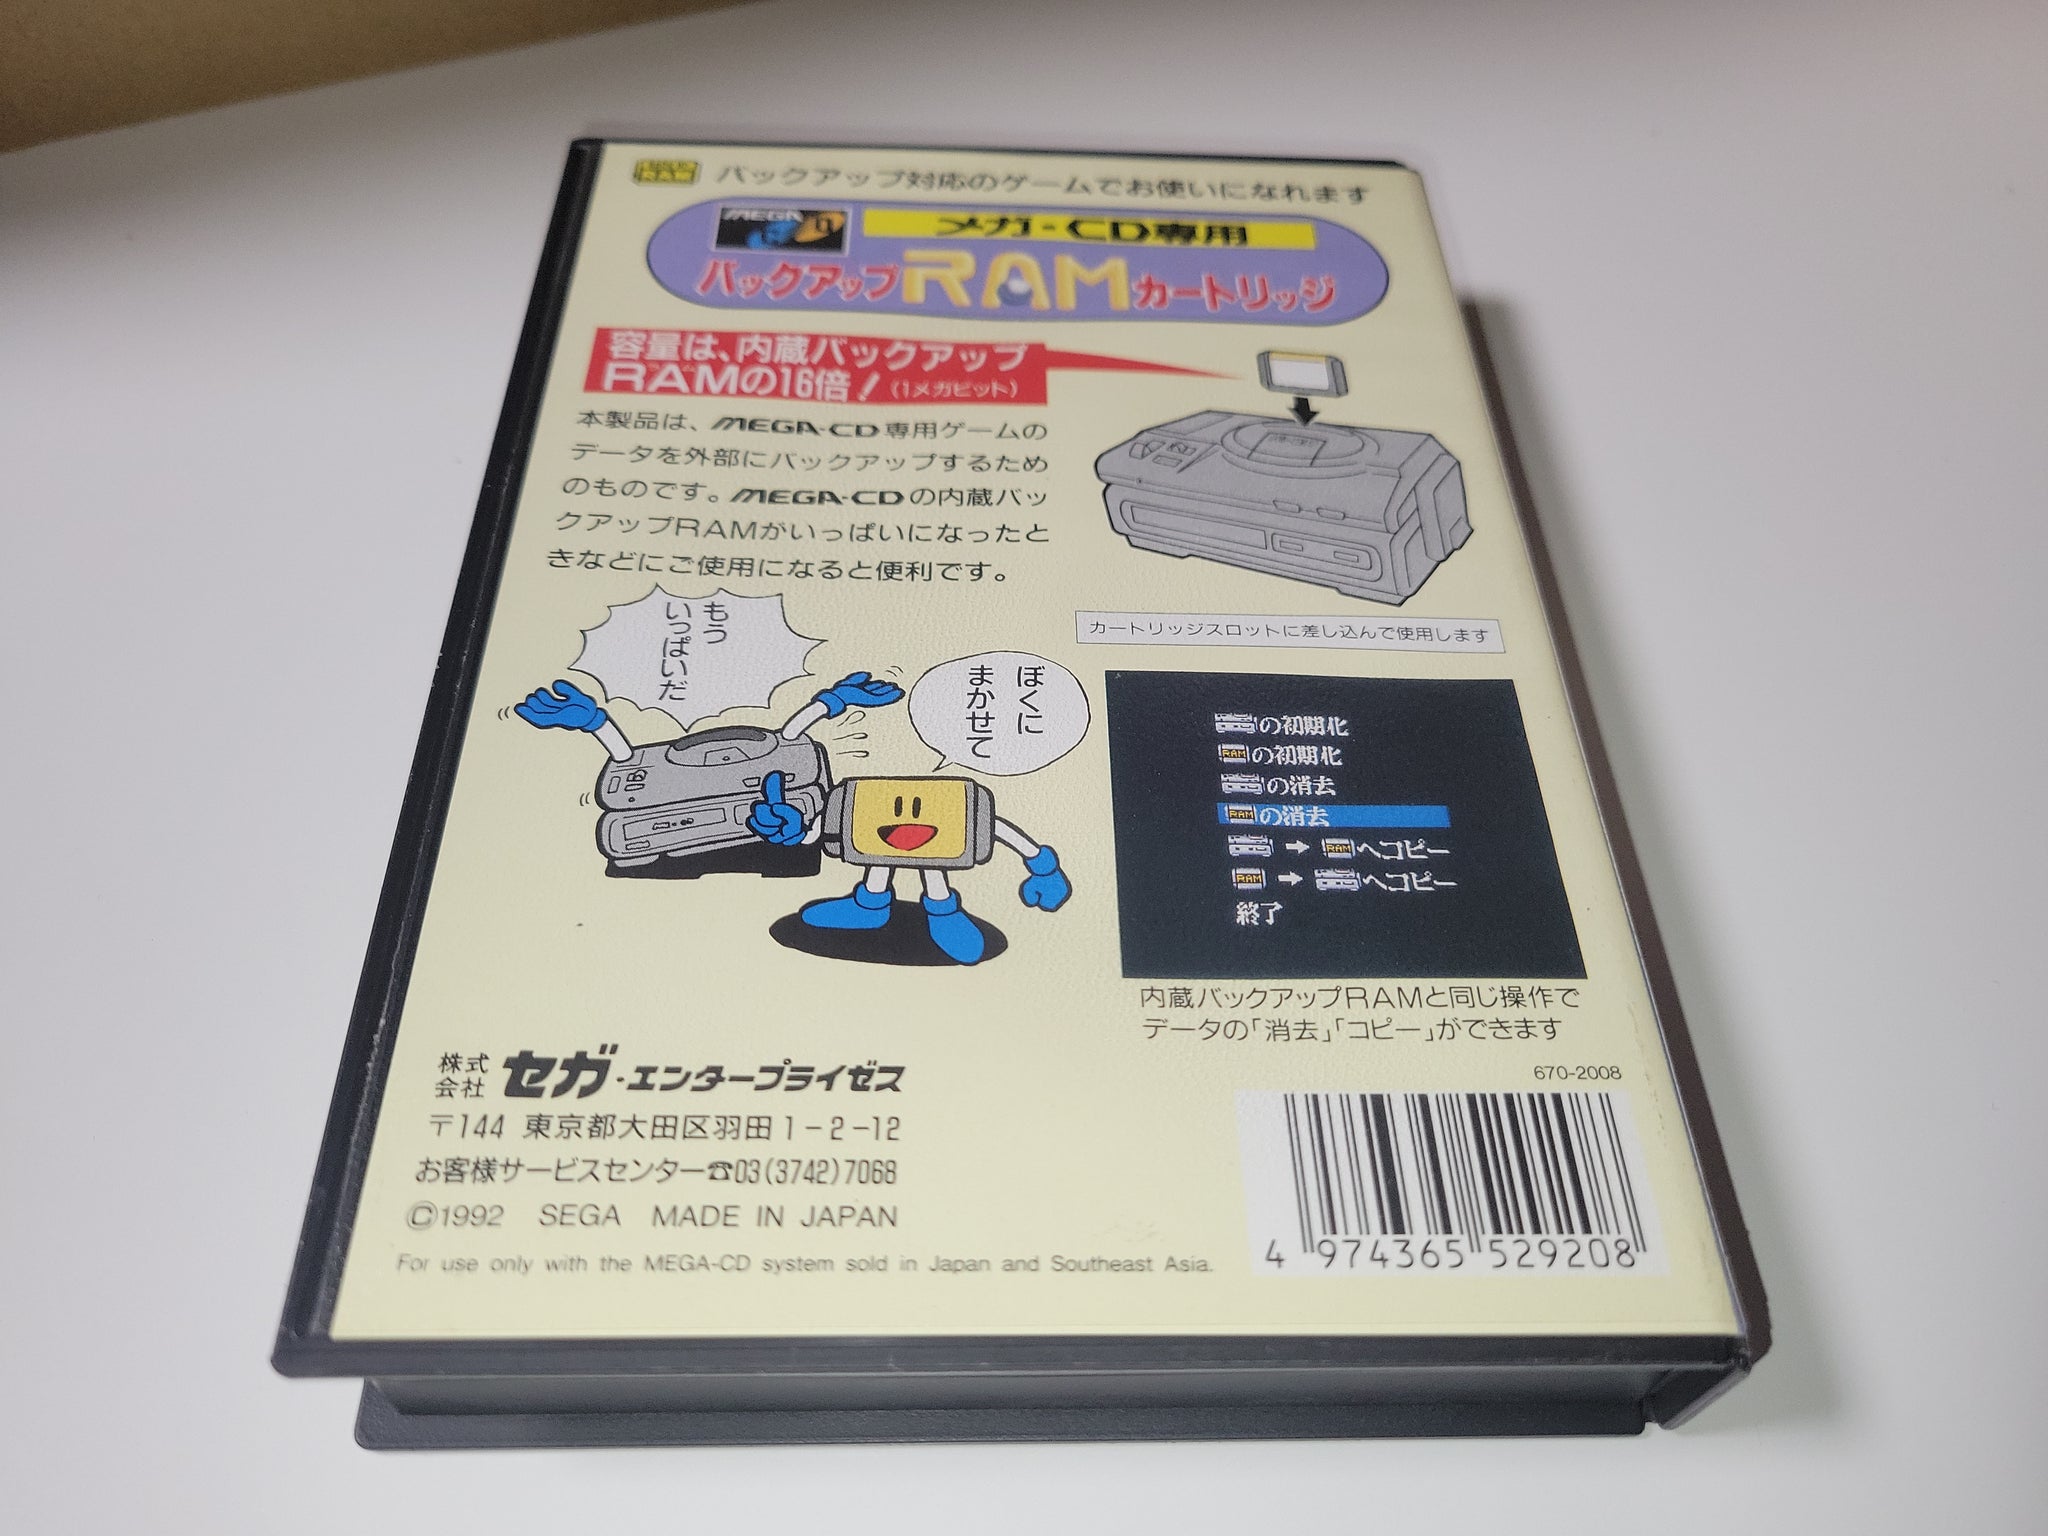 RAM バックアップ対応のゲームでお使いになれます
MEGA
メガ・CD専用
バックアップRAMカートリッジ
容量は、内蔵バックアップ
RAMの16倍！(1メガビット)
本製品は、MEGA-CD専用ゲームの
データを外部にバックアップするため
のものです。MEGA-CDの内蔵バッ
クアップRAMがいっぱいになったと
きなどにご使用になると便利です。
カートリッジスロットに差し込んで使用します
もう
いっぱいだ
ぼくに
まかせて
の初期化
RAMの初期化
の消去
RAMの消去
➡RAMへコピー
RAM➡へコピー
終了
内蔵バックアップRAMと同じ操作で
データの「消去」「コピー」ができます
670-2008
株式会社 セガ・エンタープライゼス
〒144 東京都大田区羽田1-2-12
お客様サービスセンター☎03(3742)7068
©1992 SEGA MADE IN JAPAN
For use only with the MEGA-CD system sold in Japan and Southeast Asia.
4 974365 529208